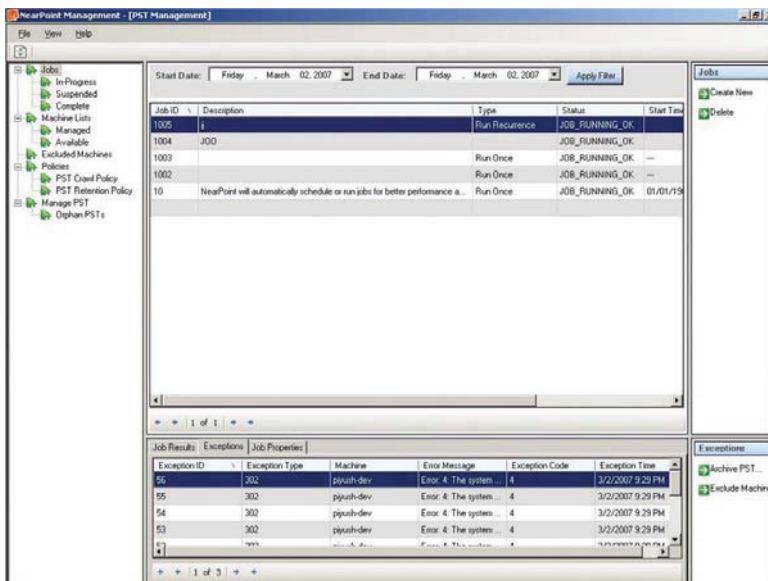 NearPoint Management - [PST Management]
File View Help
Jobs
In-Progress
Suspended
Complete
Machine Lists
Managed
Available
Excluded Machines
Policies
PST Crawl Policy
PST Retention Policy
Manage PST
Orphan PSTs
Start Date: Friday , March 02, 2007 End Date: Friday , March 02, 2007 Apply Filter
Job ID Description Type Status Start Time
1005 Run Recurrence JOB_RUNNING_OK
1004 JOO JOB_RUNNING_OK
1003 Run Once JOB_RUNNING_OK ---
1002 Run Once JOB_RUNNING_OK ---
10 NearPoint will automatically schedule or run jobs for better performance a... Run Once JOB_RUNNING_OK 01/01/19
1 of 1
Job Results Exceptions Job Properties
Exception ID Exception Type Machine Error Message Exception Code Exception Time
56 302 piyush-dev Error: 4: The system ... 4 3/2/2007 9:29 PM
55 302 piyush-dev Error: 4: The system ... 4 3/2/2007 9:29 PM
54 302 piyush-dev Error: 4: The system ... 4 3/2/2007 9:29 PM
53 302 piyush-dev Error: 4: The system ... 4 3/2/2007 9:29 PM
1 of 3
Jobs
Create New
Delete
Exceptions
Archive PST...
Exclude Machin